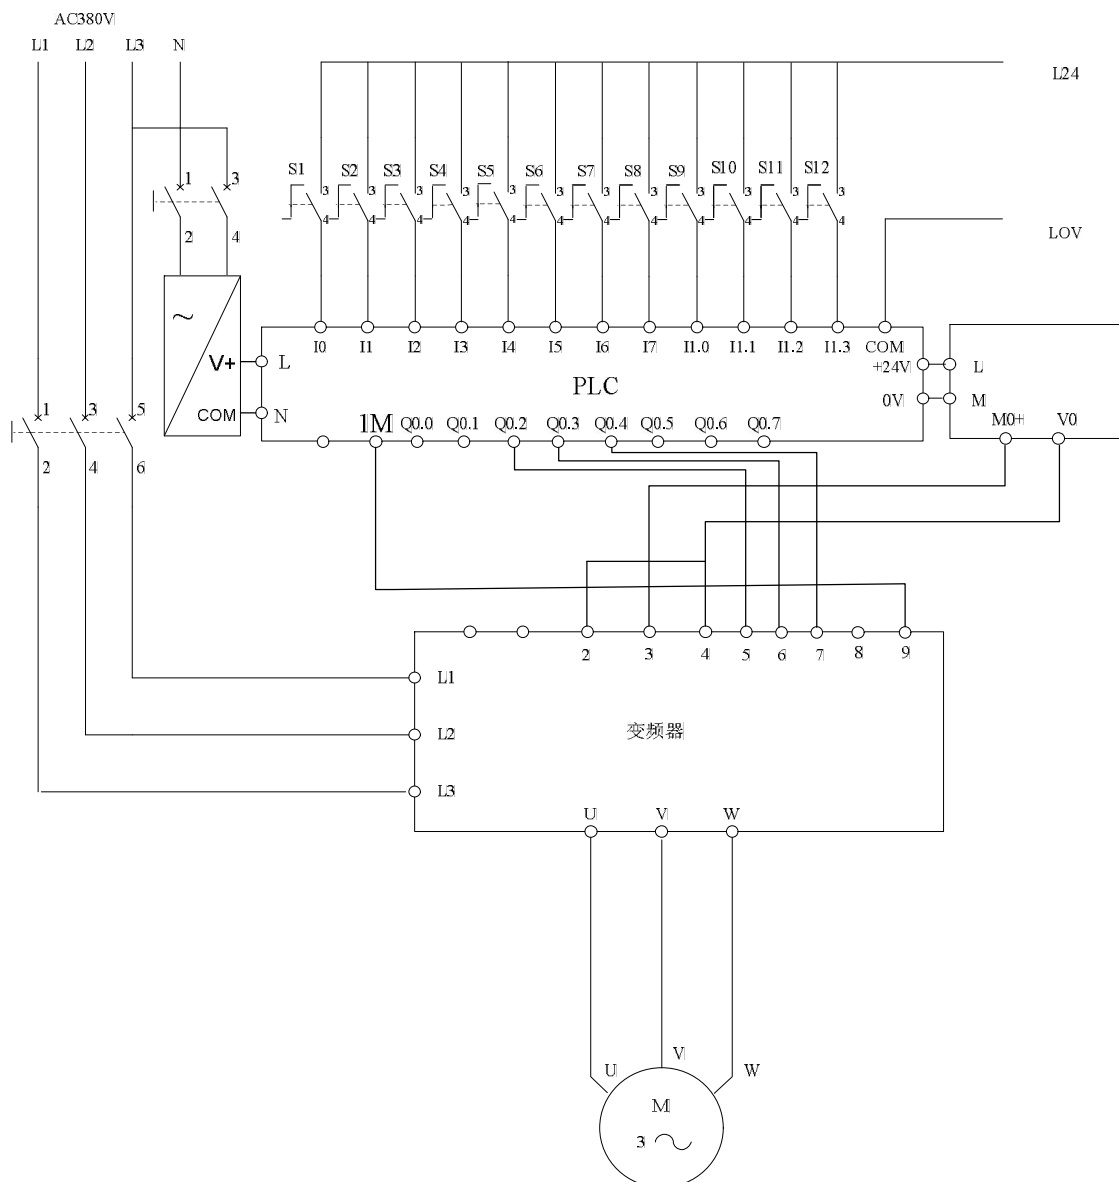 AC380V
L1 L2 L3 N
L24
S1 S2 S3 S4 S5 S6 S7 S8 S9 S10 S11 S12
1 3
3 3 3 3 3 3 3 3 3 3 3 3
4 4 4 4 4 4 4 4 4 4 4 4
2 4
LOV
~
I0 I1 I2 I3 I4 I5 I6 I7 I1.0 I1.1 I1.2 I1.3 COM
V+ L
+24V L
PLC
COM N
0V M
1 3 5
1M Q0.0 Q0.1 Q0.2 Q0.3 Q0.4 Q0.5 Q0.6 Q0.7
M0+ V0
2 4 6
2 3 4 5 6 7 8 9
L1
变频器
L2
L3
U V W
U V W
M
3